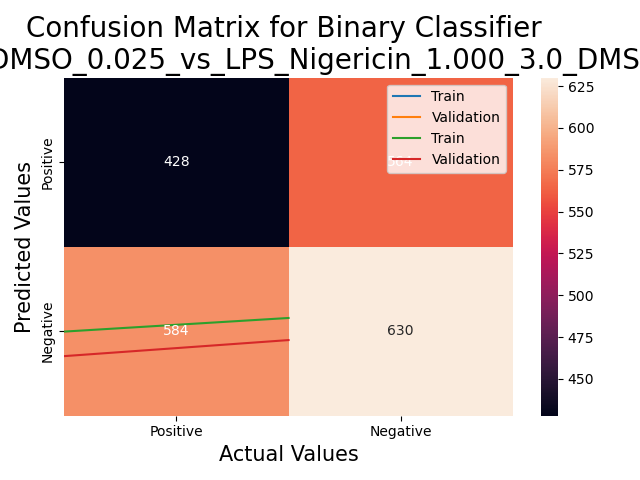 Confusion Matrix for Binary Classifier
DMSO_0.025_vs_LPS_Nigericin_1.000_3.0_DMS
Train
Validation
Train
Validation
Positive
Negative
Predicted Values
428
584
630
Positive
Negative
Actual Values
625
600
575
550
525
500
475
450